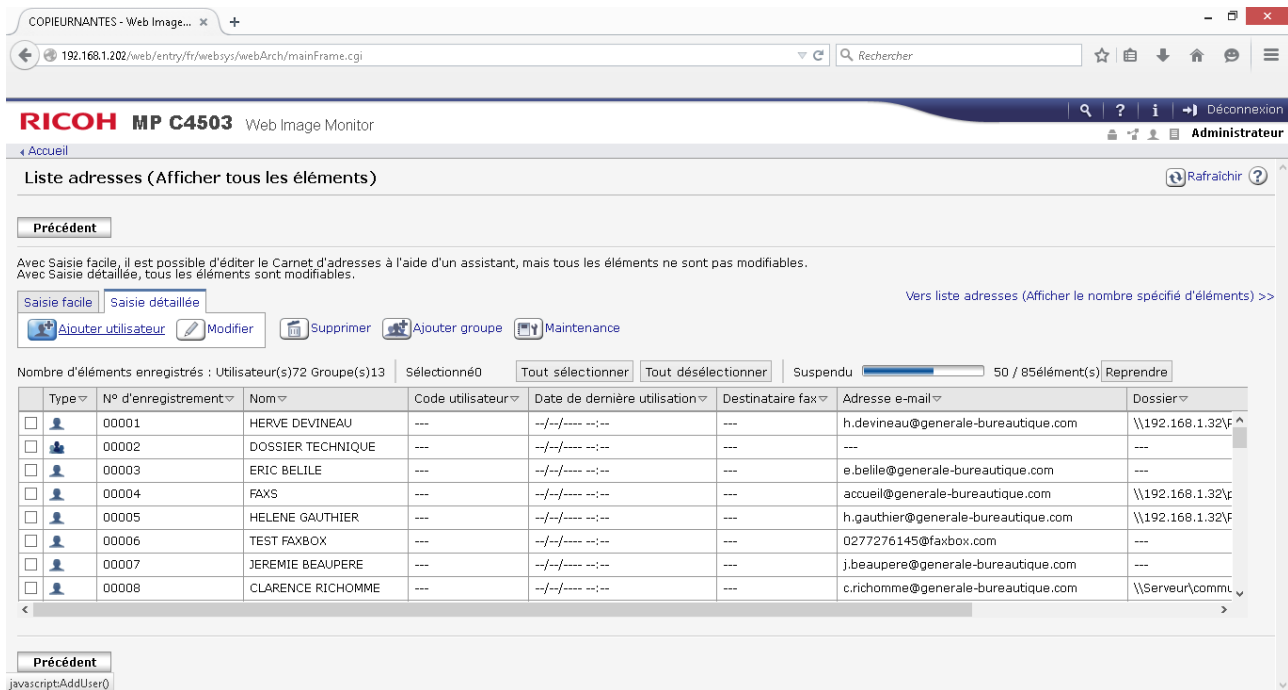 COPIEURNANTES - Web Image... × +
192.168.1.202/web/entry/fr/websys/webArch/mainFrame.cgi Rechercher
RICOH MP C4503 Web Image Monitor
? i Déconnexion
Administrateur
Accueil
Liste adresses (Afficher tous les éléments) Rafraîchir ?
Précédent
Avec Saisie facile, il est possible d'éditer le Carnet d'adresses à l'aide d'un assistant, mais tous les éléments ne sont pas modifiables.
Avec Saisie détaillée, tous les éléments sont modifiables.
Saisie facile Saisie détaillée Vers liste adresses (Afficher le nombre spécifié d'éléments) >>
Ajouter utilisateur Modifier Supprimer Ajouter groupe Maintenance
Nombre d'éléments enregistrés : Utilisateur(s)72 Groupe(s)13 Sélectionné0 Tout sélectionner Tout désélectionner Suspendu 50 / 85élément(s) Reprendre
Type N° d'enregistrement Nom Code utilisateur Date de dernière utilisation Destinataire fax Adresse e-mail Dossier
00001 HERVE DEVINEAU --- --/--/---- --:-- --- h.devineau@generale-bureautique.com \\192.168.1.32\
00002 DOSSIER TECHNIQUE --- --/--/---- --:-- --- --- ---
00003 ERIC BELILE --- --/--/---- --:-- --- e.belile@generale-bureautique.com ---
00004 FAXS --- --/--/---- --:-- --- accueil@generale-bureautique.com \\192.168.1.32\
00005 HELENE GAUTHIER --- --/--/---- --:-- --- h.gauthier@generale-bureautique.com \\192.168.1.32\
00006 TEST FAXBOX --- --/--/---- --:-- --- 0277276145@faxbox.com ---
00007 JEREMIE BEAUPERE --- --/--/---- --:-- --- j.beaupere@generale-bureautique.com ---
00008 CLARENCE RICHOMME --- --/--/---- --:-- --- c.richomme@generale-bureautique.com \\Serveur\commu
Précédent
javascript:AddUser()